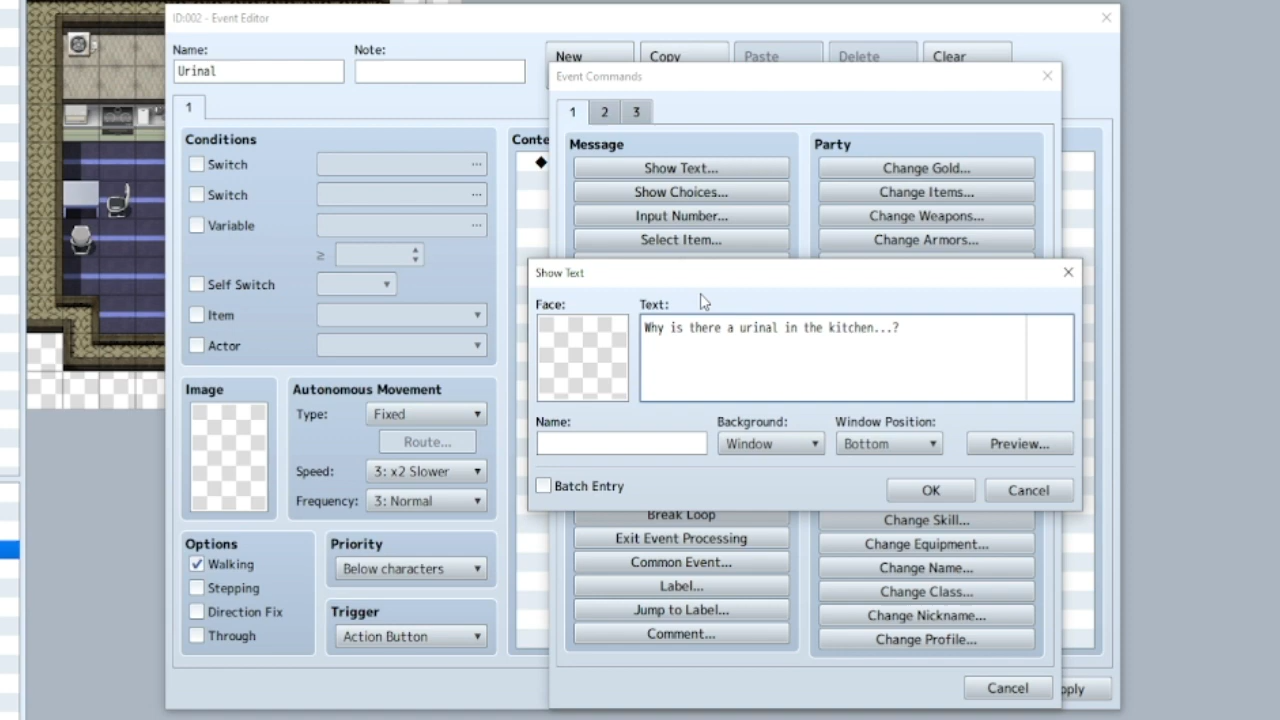 ID:002 - Event Editor
Name:
Note:
Urinal
New
Copy
Paste
Delete
Clear
1
Conditions
Switch
...
Switch
...
Variable
...
≥
Self Switch
Item
Actor
Image
Autonomous Movement
Type:
Fixed
Route...
Speed:
3: x2 Slower
Frequency:
3: Normal
Options
Walking
Stepping
Direction Fix
Through
Priority
Below characters
Trigger
Action Button
Conte
Event Commands
1
2
3
Message
Show Text...
Show Choices...
Input Number...
Select Item...
Party
Change Gold...
Change Items...
Change Weapons...
Change Armors...
Show Text
Face:
Text:
Why is there a urinal in the kitchen...?
Name:
Background:
Window Position:
Window
Bottom
Preview...
Batch Entry
OK
Cancel
Break Loop
Exit Event Processing
Common Event...
Label...
Jump to Label...
Comment...
Change Skill...
Change Equipment...
Change Name...
Change Class...
Change Nickname...
Change Profile...
Cancel
pply